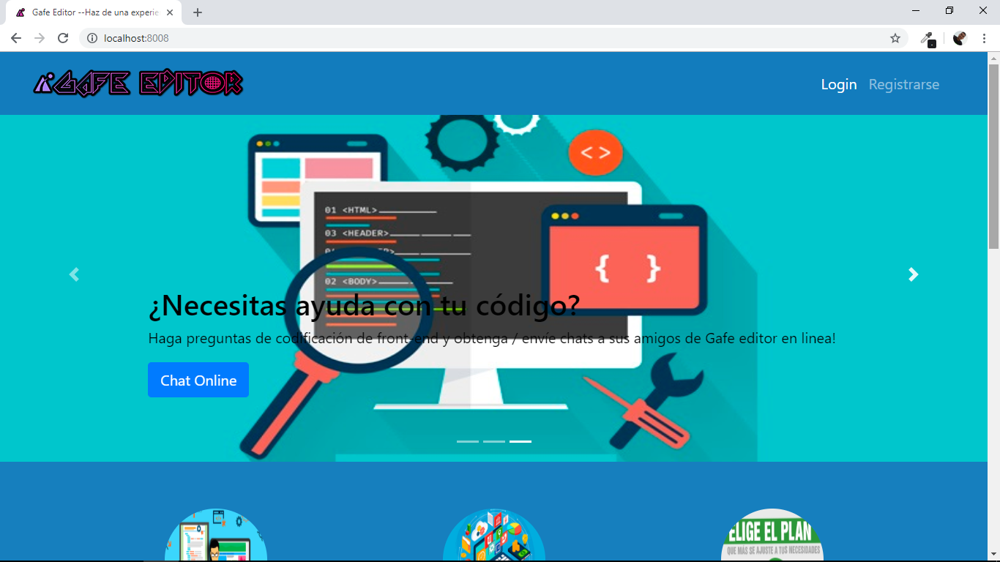 Gafe Editor --Haz de una experie
localhost:8008
GAFE EDITOR
Login Registrarse
< >
01 <HTML>
03 <HEADER>
{ }
02 <BODY>
¿Necesitas ayuda con tu código?
Haga preguntas de codificación de front-end y obtenga / envíe chats a sus amigos de Gafe editor en linea!
Chat Online
ELIGE EL PLAN
QUE MÁS SE AJUSTE A TUS NECESIDADES